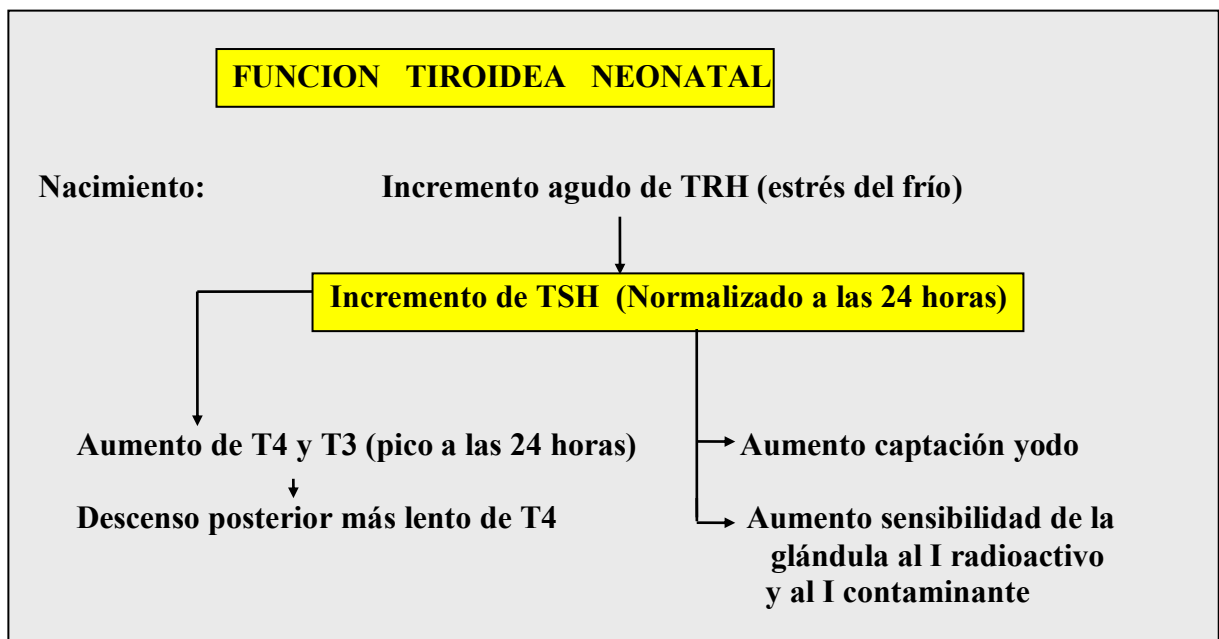 FUNCION TIROIDEA NEONATAL
Nacimiento: Incremento agudo de TRH (estrés del frío)
Incremento de TSH (Normalizado a las 24 horas)
Aumento de T4 y T3 (pico a las 24 horas)
Descenso posterior más lento de T4
Aumento captación yodo
Aumento sensibilidad de la
glándula al I radioactivo
y al I contaminante